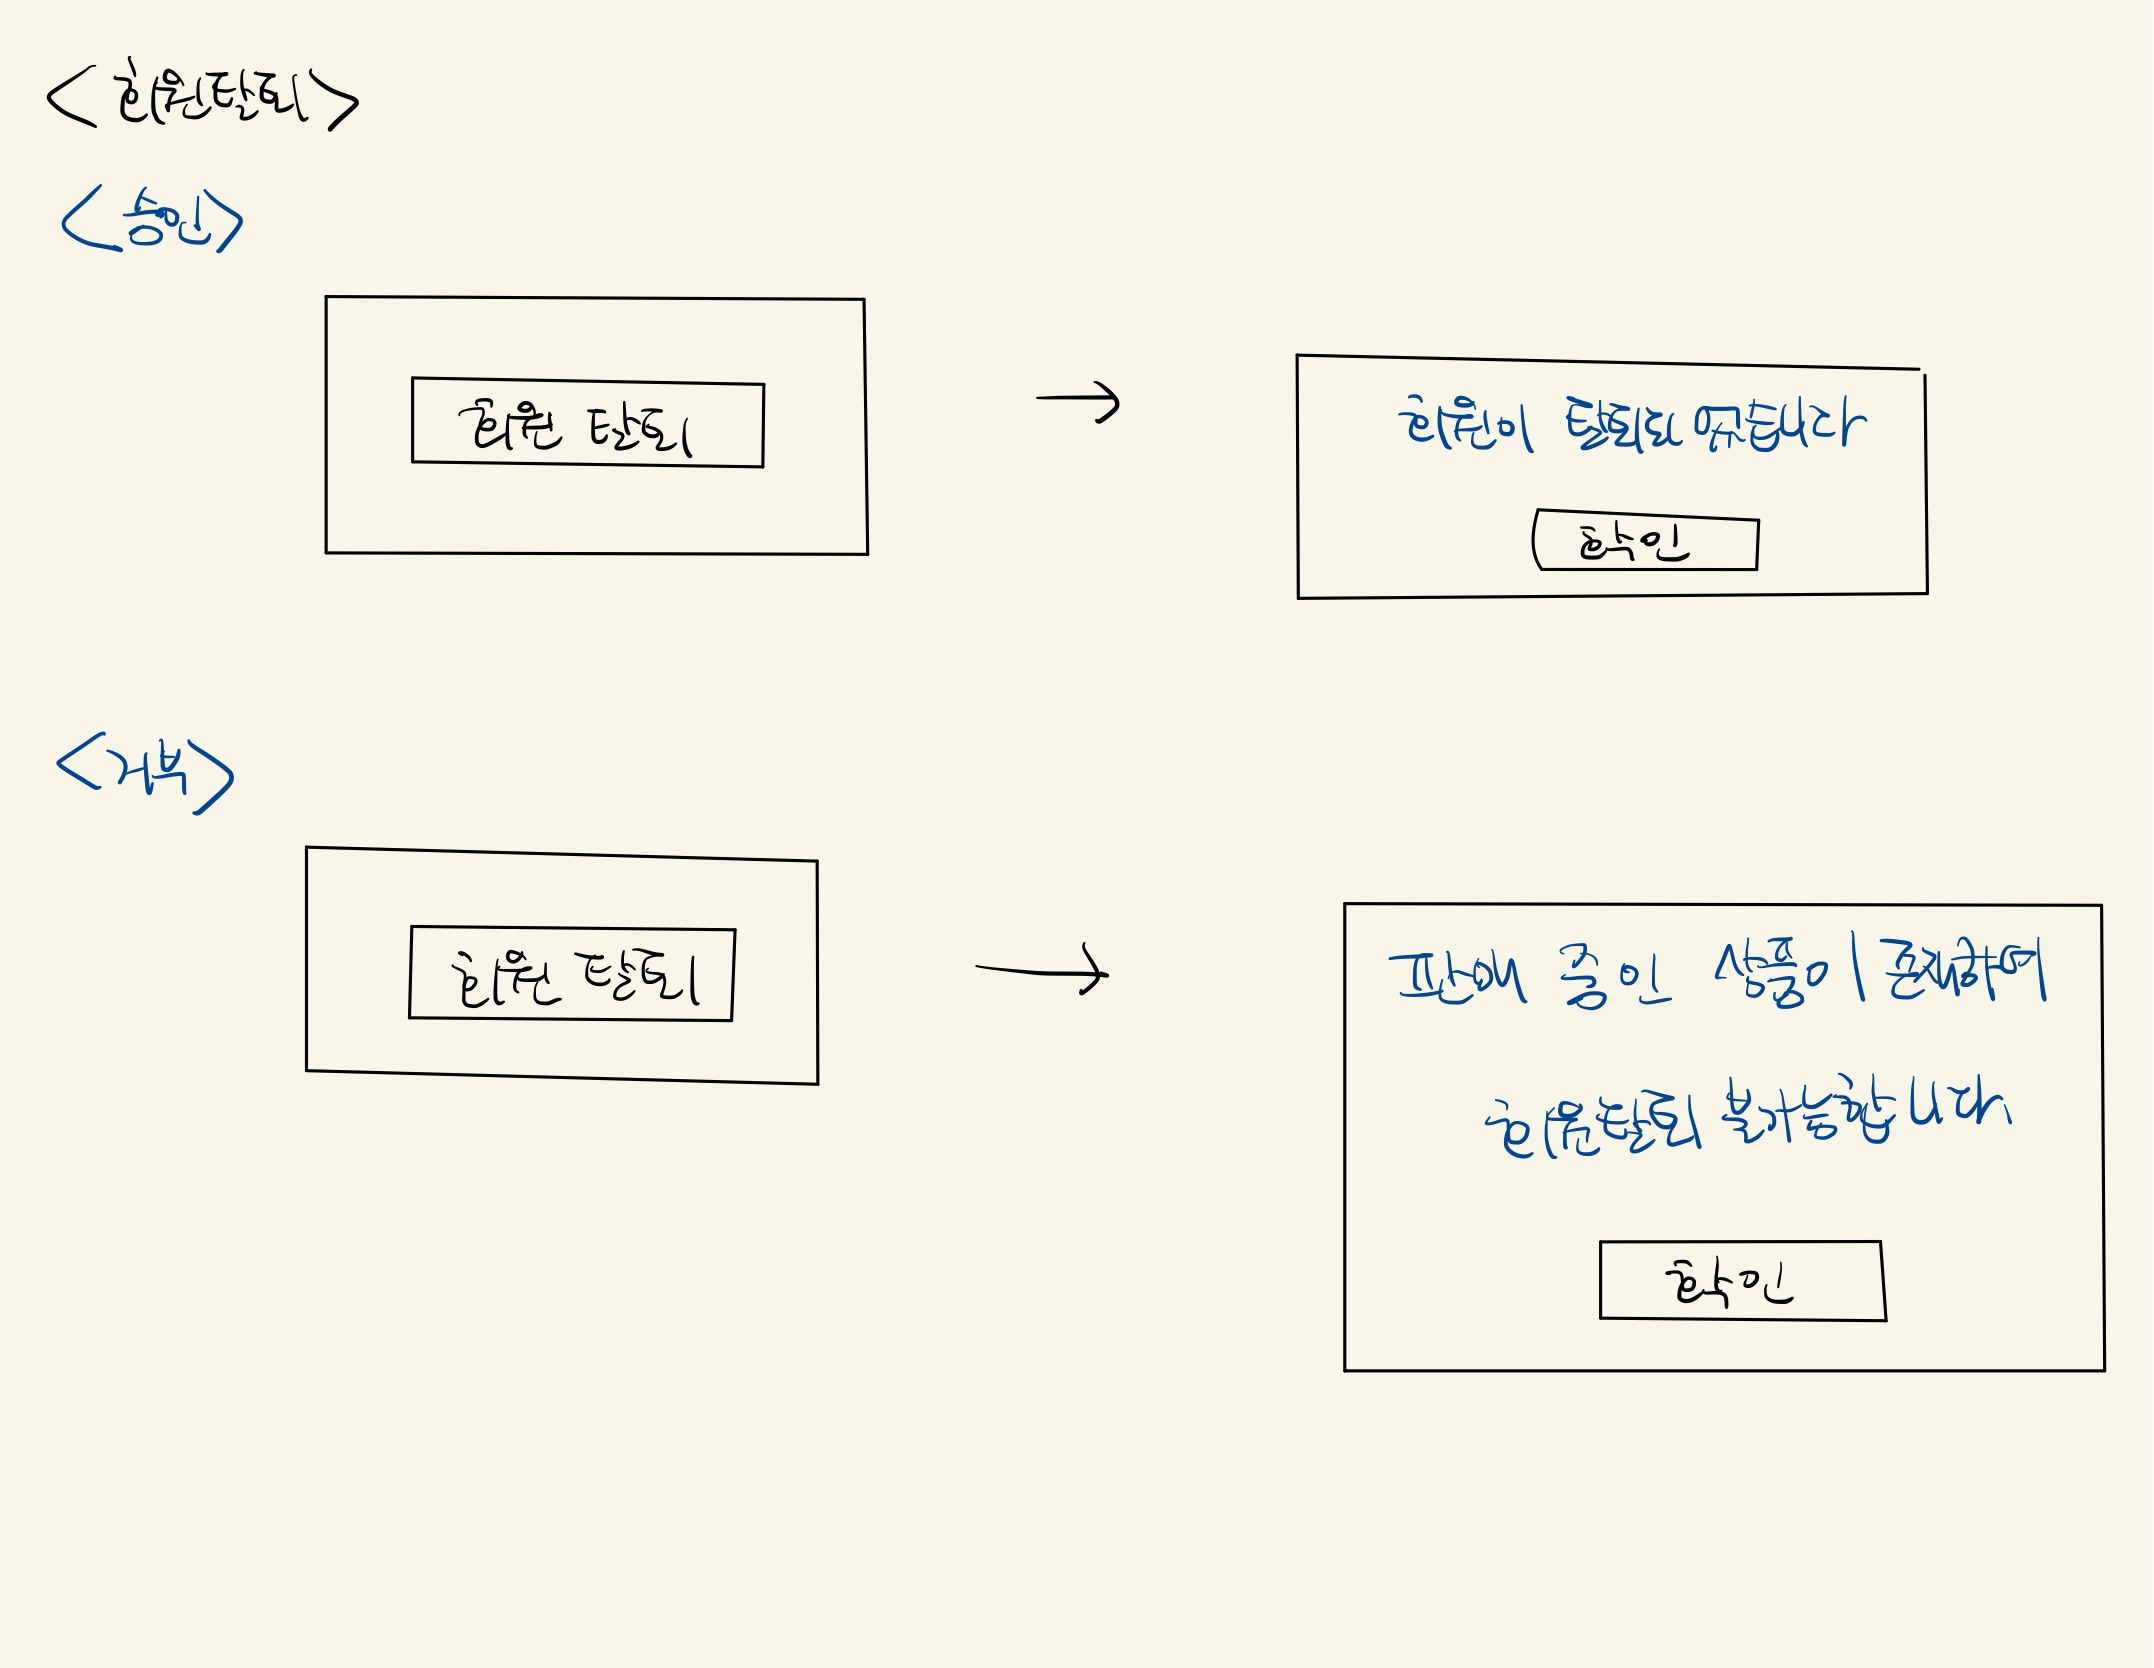 <회원탈퇴>
<승인>
회원 탈퇴
회원이 탈퇴되었습니다
확인
<거부>
회원 탈퇴
판매 중인 상품이 존재하여
회원탈퇴 불가능합니다.
확인